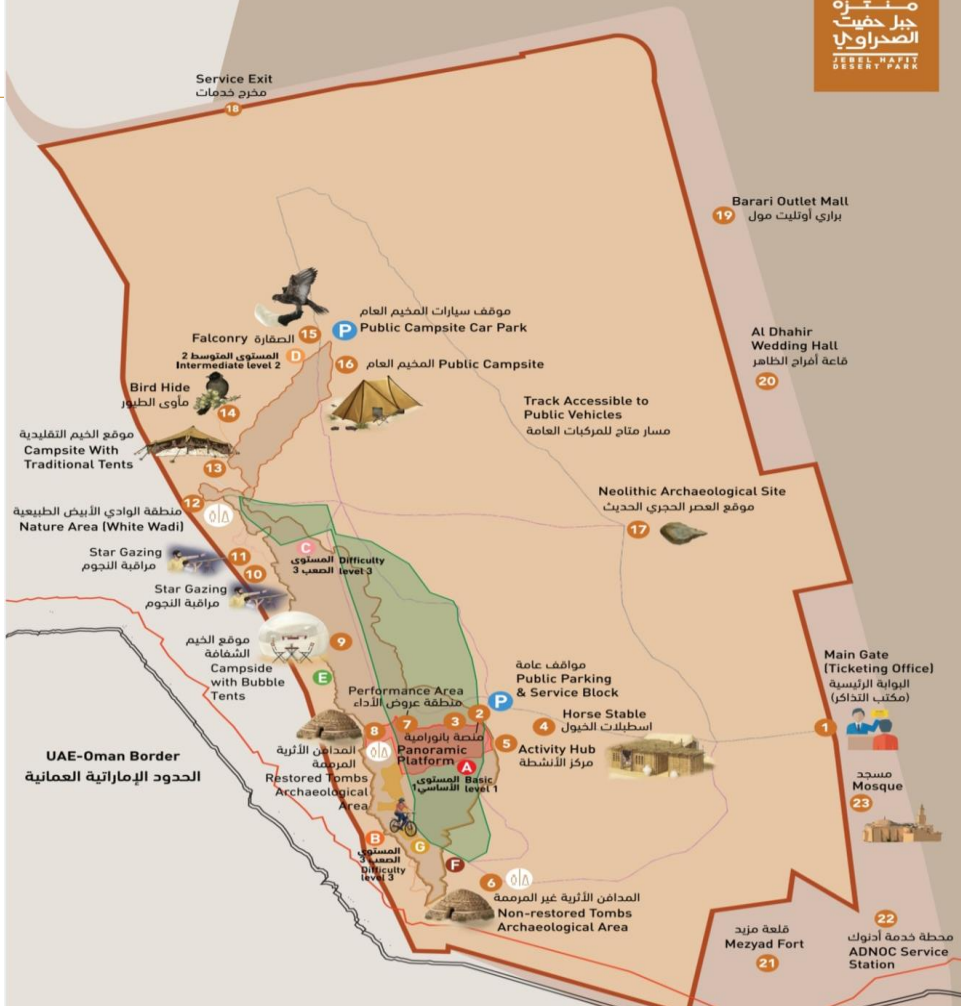 منتزه
جبل حفيت
الصحراوي
JEBEL HAFIT
DESERT PARK
Service Exit
مخرج خدمات
18
Barari Outlet Mall
19
براري أوتليت مول
موقف سيارات المخيم العام
P
Public Campsite Car Park
Falconry الصقارة 15
المستوى المتوسط 2
Intermediate level 2
D
16 المخيم العام Public Campsite
Al Dhahir
Wedding Hall
قاعة أفراح الظاهر
20
Bird Hide
مأوى الطيور
14
Track Accessible to
Public Vehicles
مسار متاح للمركبات العامة
موقع الخيم التقليدية
Campsite With
Traditional Tents
13
Neolithic Archaeological Site
موقع العصر الحجري الحديث
17
12
منطقة الوادي الأبيض الطبيعية
Nature Area (White Wadi)
C
المستوى Difficulty
الصعب 3 level 3
Star Gazing
مراقبة النجوم
11
10
Star Gazing
مراقبة النجوم
موقع الخيم
الشفافة
Campside
with Bubble
Tents
9
E
Main Gate
(Ticketing Office)
البوابة الرئيسية
(مكتب التذاكر)
1
مواقف عامة
Public Parking
& Service Block
P
Performance Area
منطقة عروض الأداء
7
3
2
4
Horse Stable
اسطبلات الخيول
8
منصة بانورامية
Panoramic
Platform
5
Activity Hub
مركز الأنشطة
A
المستوى Basic
الأساسي 1 level 1
المدافن الأثرية
المرممة
Restored Tombs
Archaeological
Area
UAE-Oman Border
الحدود الإماراتية العمانية
مسجد
Mosque
23
B
المستوى
الصعب 3
Difficulty
level 3
G
F
6
المدافن الأثرية غير المرممة
Non-restored Tombs
Archaeological Area
قلعة مزيد
Mezyad Fort
21
22
محطة خدمة أدنوك
ADNOC Service
Station